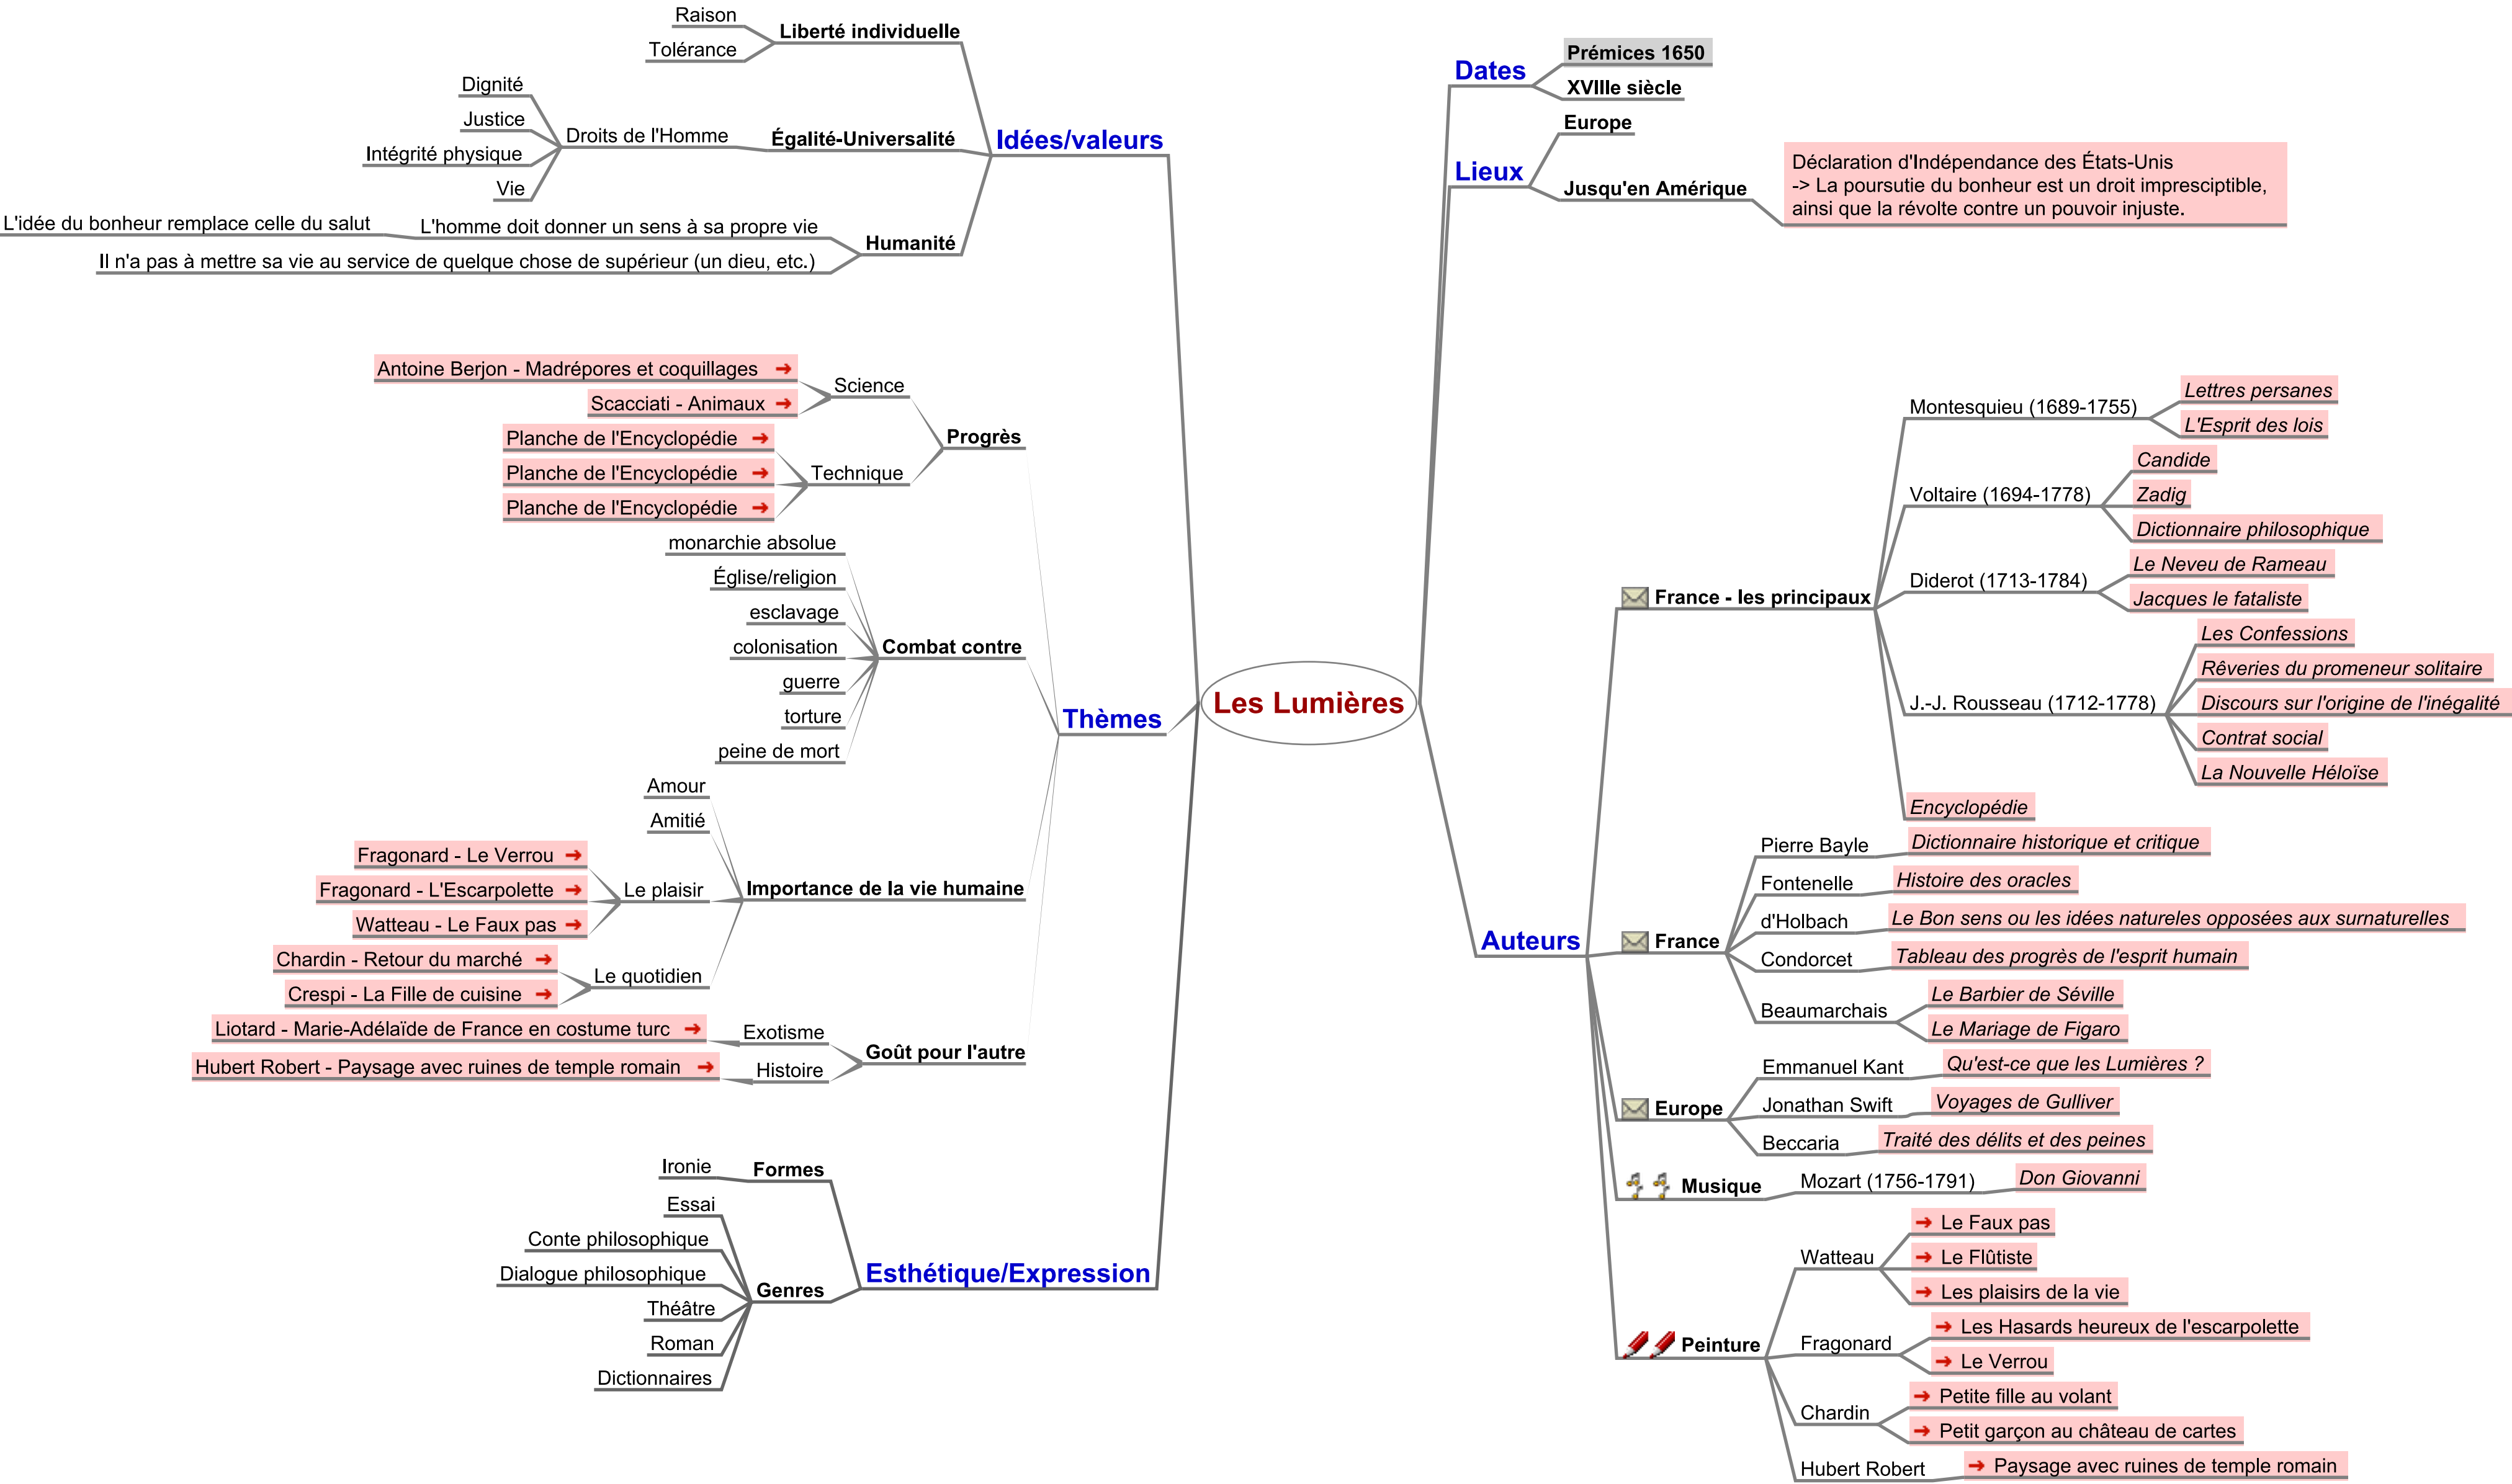 Les Lumières
Idées/valeurs
Liberté individuelle
Raison
Tolérance
Égalité-Universalité
Droits de l'Homme
Dignité
Justice
Intégrité physique
Vie
Humanité
L'homme doit donner un sens à sa propre vie
L'idée du bonheur remplace celle du salut
Il n'a pas à mettre sa vie au service de quelque chose de supérieur (un dieu, etc.)
Thèmes
Progrès
Science
Antoine Berjon - Madrépores et coquillages
Scacciati - Animaux
Technique
Planche de l'Encyclopédie
Planche de l'Encyclopédie
Planche de l'Encyclopédie
Combat contre
monarchie absolue
Église/religion
esclavage
colonisation
guerre
torture
peine de mort
Importance de la vie humaine
Amour
Amitié
Le plaisir
Fragonard - Le Verrou
Fragonard - L'Escarpolette
Watteau - Le Faux pas
Le quotidien
Chardin - Retour du marché
Crespi - La Fille de cuisine
Goût pour l'autre
Exotisme
Liotard - Marie-Adélaïde de France en costume turc
Histoire
Hubert Robert - Paysage avec ruines de temple romain
Esthétique/Expression
Formes
Ironie
Genres
Essai
Conte philosophique
Dialogue philosophique
Théâtre
Roman
Dictionnaires
Dates
Prémices 1650
XVIIIe siècle
Lieux
Europe
Jusqu'en Amérique
Déclaration d'Indépendance des États-Unis
-> La poursutie du bonheur est un droit impresciptible,
ainsi que la révolte contre un pouvoir injuste.
Auteurs
France - les principaux
Montesquieu (1689-1755)
Lettres persanes
L'Esprit des lois
Voltaire (1694-1778)
Candide
Zadig
Dictionnaire philosophique
Diderot (1713-1784)
Le Neveu de Rameau
Jacques le fataliste
J.-J. Rousseau (1712-1778)
Les Confessions
Rêveries du promeneur solitaire
Discours sur l'origine de l'inégalité
Contrat social
La Nouvelle Héloïse
Encyclopédie
France
Pierre Bayle
Dictionnaire historique et critique
Fontenelle
Histoire des oracles
d'Holbach
Le Bon sens ou les idées natureles opposées aux surnaturelles
Condorcet
Tableau des progrès de l'esprit humain
Beaumarchais
Le Barbier de Séville
Le Mariage de Figaro
Europe
Emmanuel Kant
Qu'est-ce que les Lumières ?
Jonathan Swift
Voyages de Gulliver
Beccaria
Traité des délits et des peines
Musique
Mozart (1756-1791)
Don Giovanni
Peinture
Watteau
Le Faux pas
Le Flûtiste
Les plaisirs de la vie
Fragonard
Les Hasards heureux de l'escarpolette
Le Verrou
Chardin
Petite fille au volant
Petit garçon au château de cartes
Hubert Robert
Paysage avec ruines de temple romain